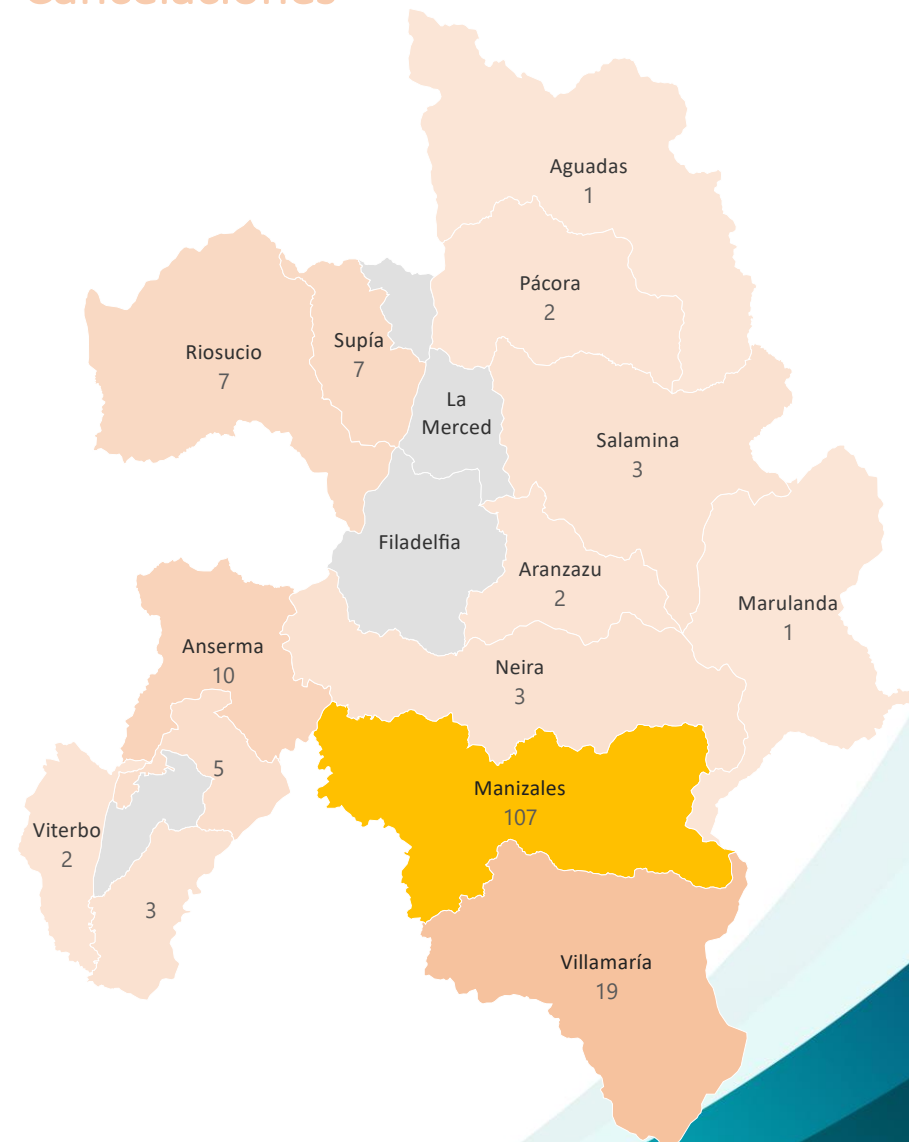 Cancelaciones
Aguadas
1
Pácora
2
Riosucio
7
Supía
7
La
Merced
Salamina
3
Filadelfia
Aranzazu
2
Marulanda
1
Anserma
10
Neira
3
5
Manizales
107
Viterbo
2
3
Villamaría
19